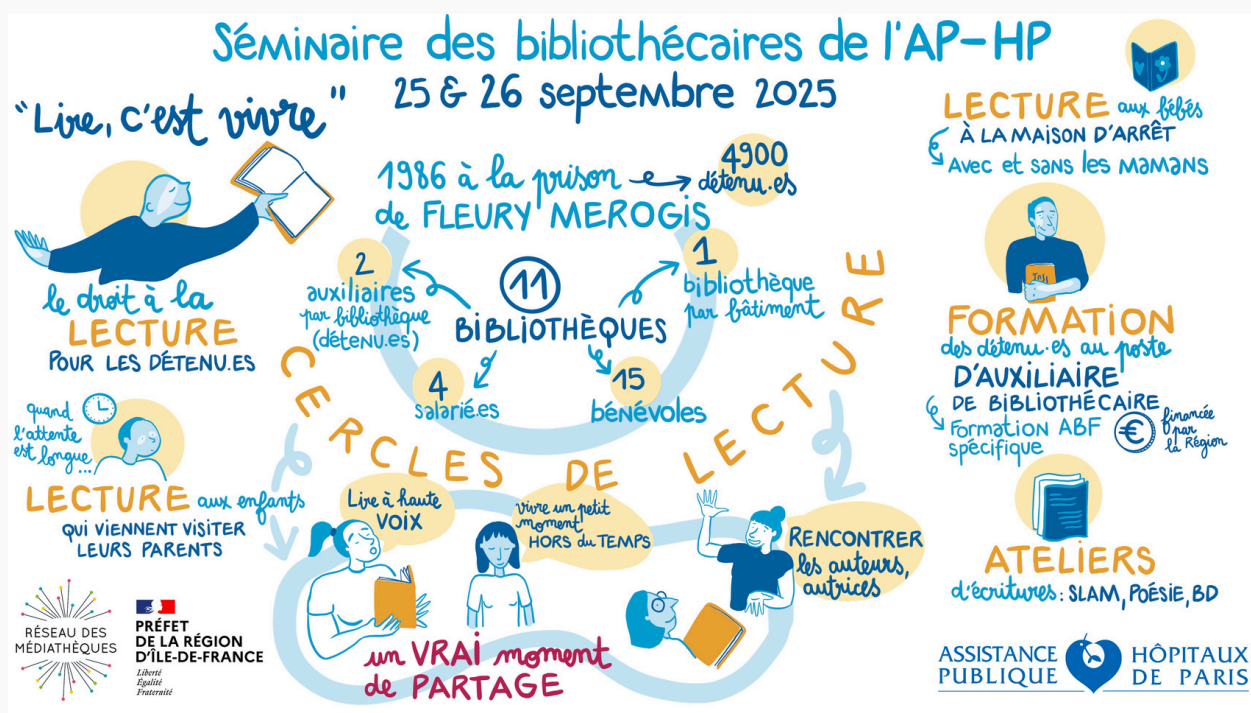 Séminaire des bibliothécaires de l'AP-HP
25 & 26 septembre 2025
"Lire, c'est vivre"
le droit à la
LECTURE
POUR LES DÉTENU.ES
quand
l'attente
est longue...
LECTURE aux enfants
QUI VIENNENT VISITER
LEURS PARENTS
1986 à la prison
de FLEURY MEROGIS
4900
détenu.es
11
BIBLIOTHÈQUES
2
auxiliaires
par bibliothèque
(détenu.es)
1
bibliothèque
par bâtiment
4
salarié.es
15
bénévoles
CERCLES DE LECTURE
Lire à haute
VOIX
vivre un petit
moment
HORS du TEMPS
RENCONTRER
les auteurs,
autrices
un VRAI moment
de PARTAGE
LECTURE aux bébés
À LA MAISON D'ARRÊT
Avec et sans les mamans
FORMATION
des détenu.es au poste
D'AUXILIAIRE
DE BIBLIOTHÉCAIRE
Formation ABF
spécifique
€
financée
par
la Région
ATELIERS
d'écritures: SLAM, POÉSIE, BD
RÉSEAU DES
MÉDIATHÈQUES
PRÉFET
DE LA RÉGION
D'ÎLE-DE-FRANCE
Liberté
Égalité
Fraternité
ASSISTANCE
PUBLIQUE
HÔPITAUX
DE PARIS